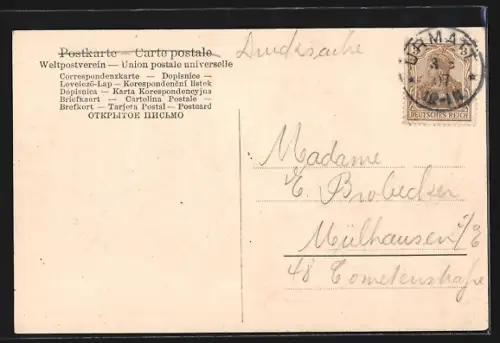 Postkarte — Carte postale
Drucksache
Weltpostverein — Union postale universelle
Correspondenzkarte — Dopisnice —
Levelező-Lap — Korespondenční lístek
Dopisnica — Karta Korespondencyjna
Briefkaart — Cartolina Postale —
Brefkort — Tarjeta Postal — Postcard
ОТКРЫТОЕ ПИСЬМО
DEUTSCHES REICH
Madame
E. Brobecker
Mülhausen i/E
48